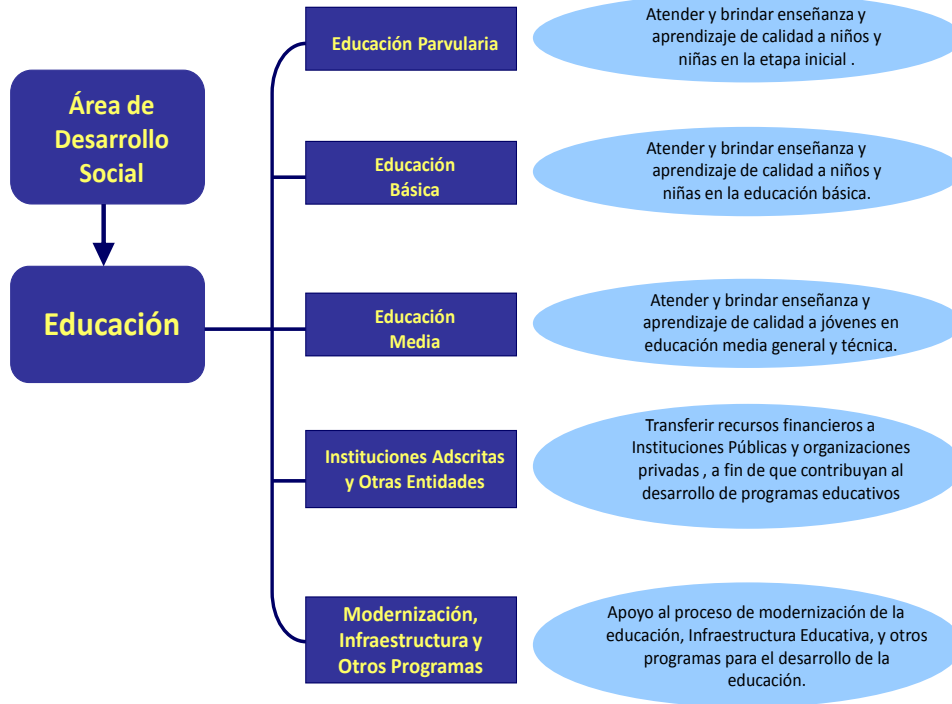 Área de
Desarrollo
Social
Educación
Educación Parvularia
Atender y brindar enseñanza y
aprendizaje de calidad a niños y
niñas en la etapa inicial .
Educación
Básica
Atender y brindar enseñanza y
aprendizaje de calidad a niños y
niñas en la educación básica.
Educación
Media
Atender y brindar enseñanza y
aprendizaje de calidad a jóvenes en
educación media general y técnica.
Instituciones Adscritas
y Otras Entidades
Transferir recursos financieros a
Instituciones Públicas y organizaciones
privadas , a fin de que contribuyan al
desarrollo de programas educativos
Modernización,
Infraestructura y
Otros Programas
Apoyo al proceso de modernización de la
educación, Infraestructura Educativa, y otros
programas para el desarrollo de la
educación.